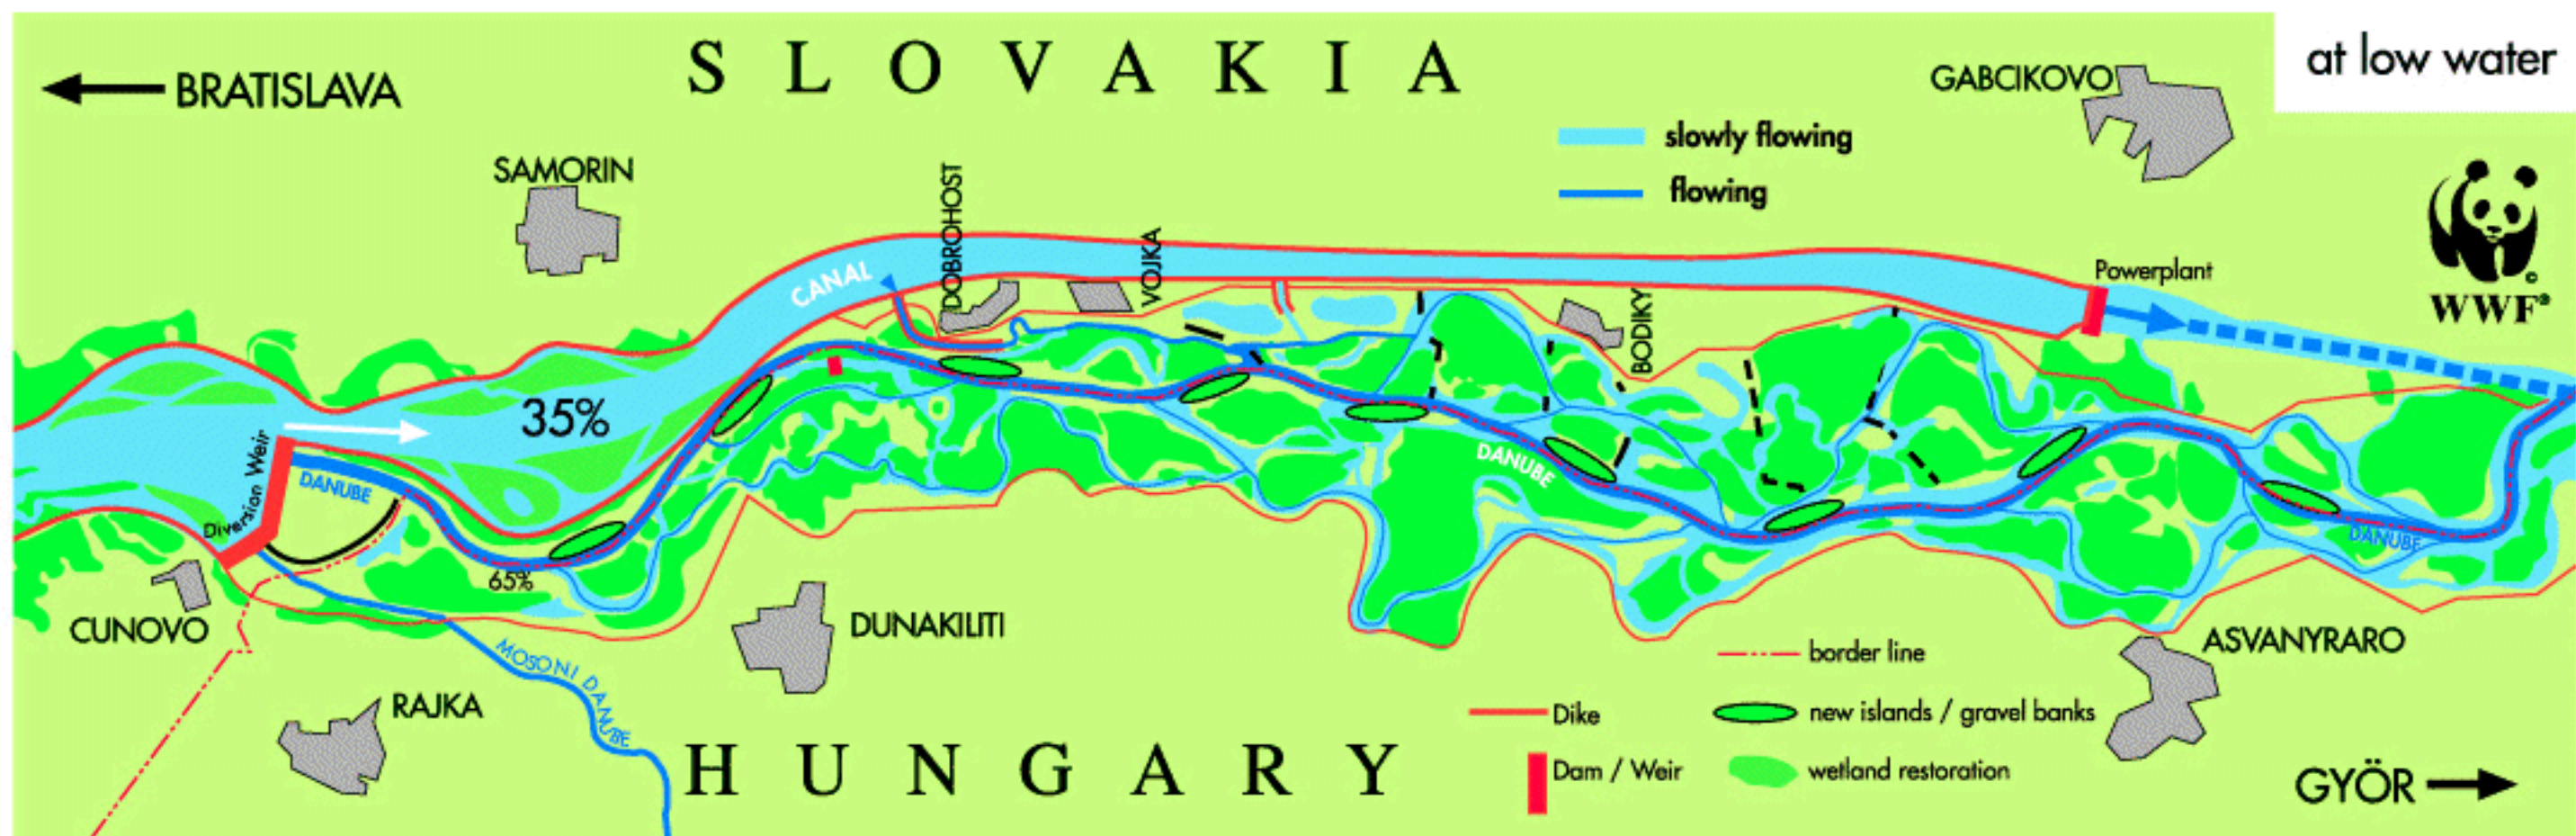 SLOVAKIA
at low water
BRATISLAVA
GABCIKOVO
slowly flowing
flowing
SAMORIN
DOBROHOST
VOJKA
CANAL
Powerplant
©
WWF®
BODIKY
35%
Diversion Weir
DANUBE
DANUBE
DANUBE
65%
CUNOVO
DUNAKILITI
MOSONI DANUBE
RAJKA
ASVANYRARO
border line
Dike
new islands / gravel banks
Dam / Weir
wetland restoration
HUNGARY
GYÖR